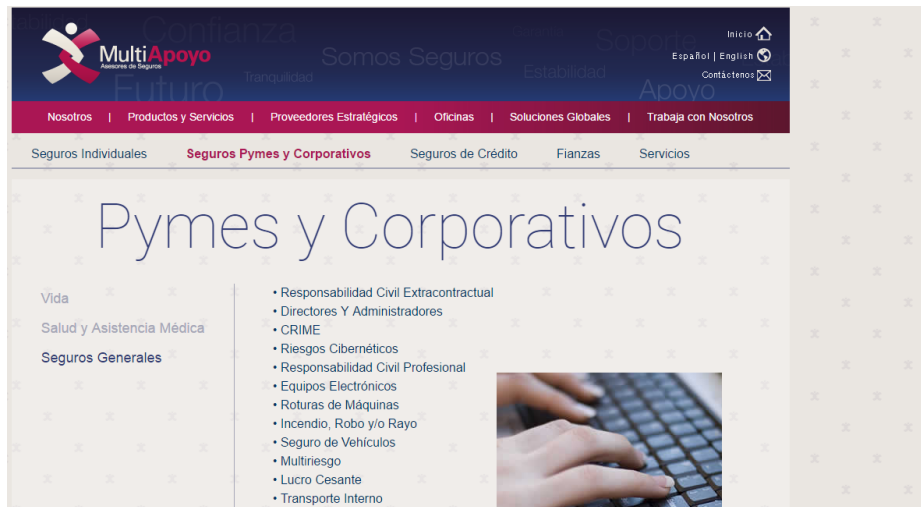 Confianza
Somos Seguros
Soporte
Tranquilidad
Estabilidad
Futuro
Apoyo
MultiApoyo
Asesores de Seguros
Inicio
Español | English
Contáctenos
Nosotros | Productos y Servicios | Proveedores Estratégicos | Oficinas | Soluciones Globales | Trabaja con Nosotros
Seguros Individuales Seguros Pymes y Corporativos Seguros de Crédito Fianzas Servicios
Pymes y Corporativos
Vida
Salud y Asistencia Médica
Seguros Generales
• Responsabilidad Civil Extracontractual
• Directores Y Administradores
• CRIME
• Riesgos Cibernéticos
• Responsabilidad Civil Profesional
• Equipos Electrónicos
• Roturas de Máquinas
• Incendio, Robo y/o Rayo
• Seguro de Vehículos
• Multiriesgo
• Lucro Cesante
• Transporte Interno